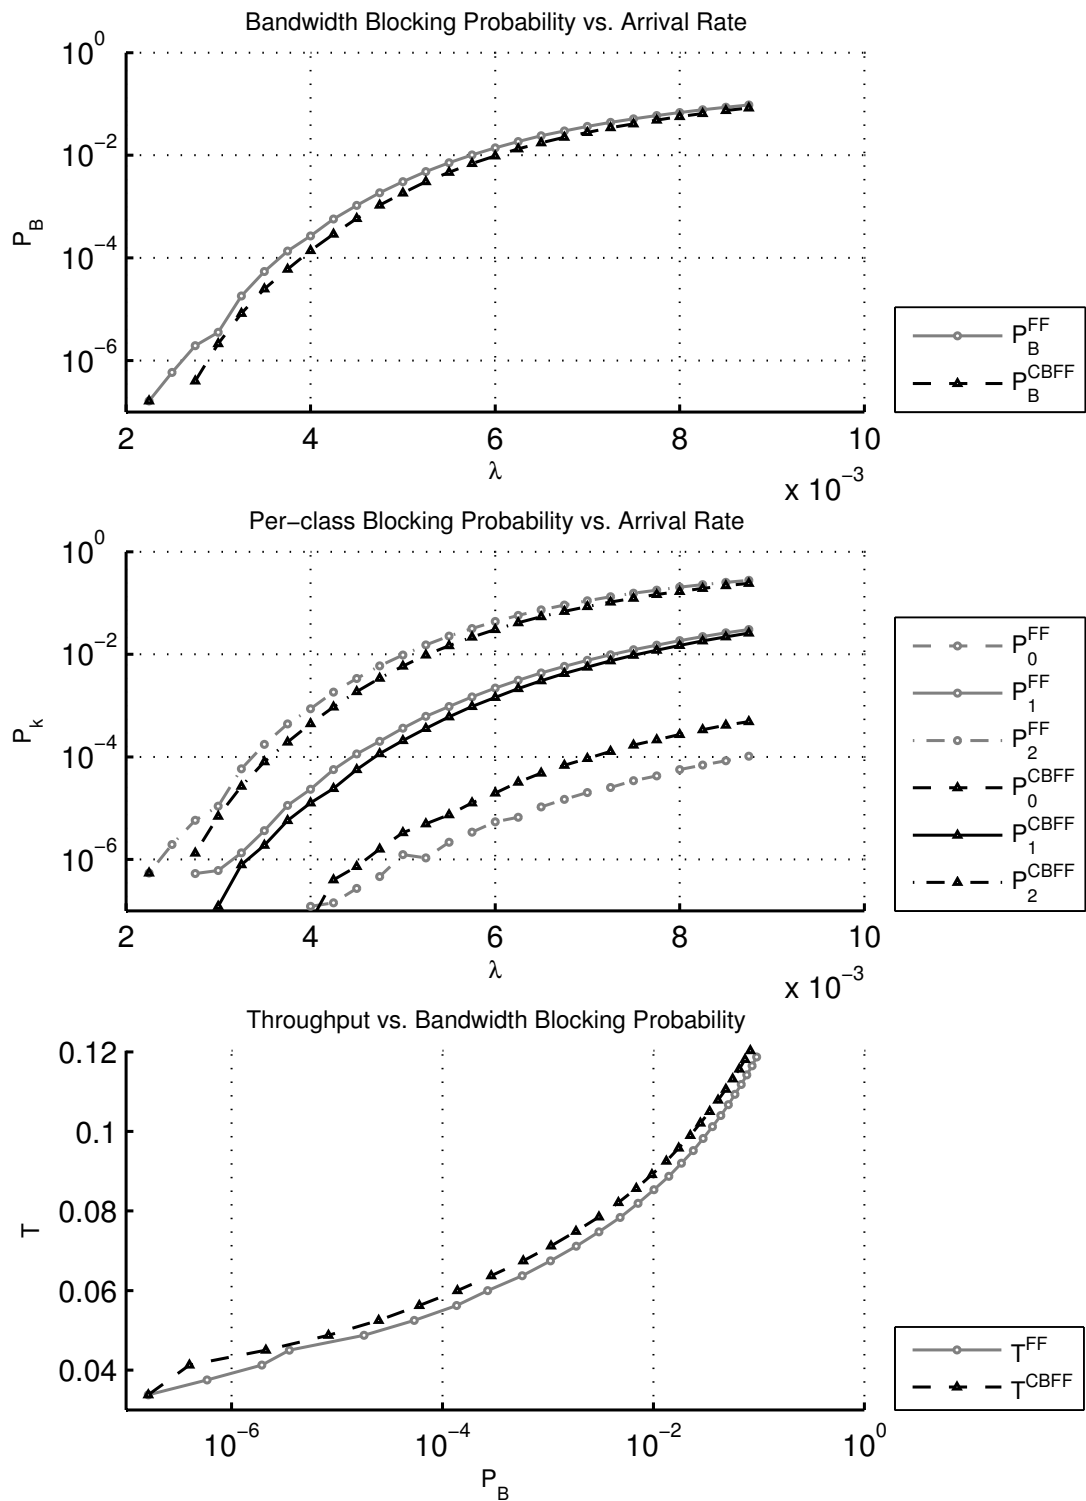 Bandwidth Blocking Probability vs. Arrival Rate
10^0
10^−2
10^−4
10^−6
P_B
2 4 6 8 10
λ
x 10^−3
P_B^FF
P_B^CBFF
Per−class Blocking Probability vs. Arrival Rate
10^0
10^−2
10^−4
10^−6
P_k
2 4 6 8 10
λ
x 10^−3
P_0^FF
P_1^FF
P_2^FF
P_0^CBFF
P_1^CBFF
P_2^CBFF
Throughput vs. Bandwidth Blocking Probability
0.12
0.1
0.08
0.06
0.04
T
10^−6 10^−4 10^−2 10^0
P_B
T^FF
T^CBFF